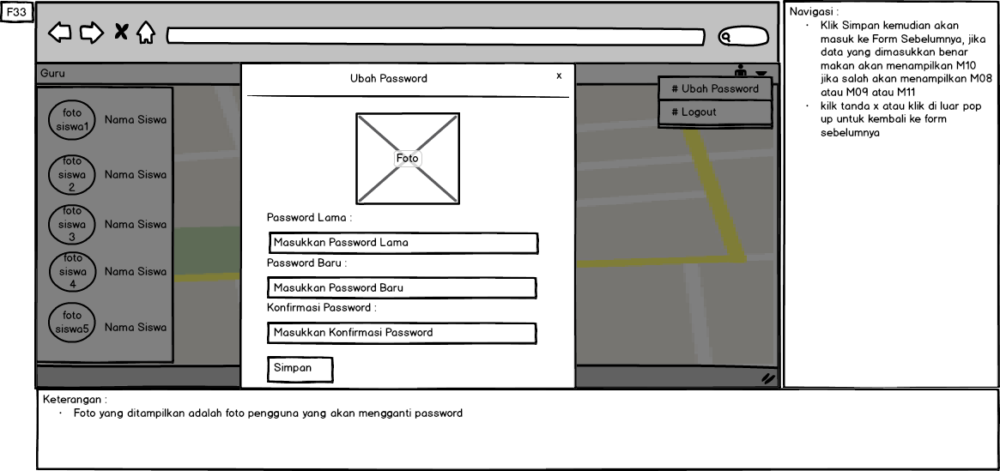 F33
Guru
foto
siswa1
Nama Siswa
foto
siswa
2
Nama Siswa
foto
siswa
3
Nama Siswa
foto
siswa
4
Nama Siswa
foto
siswa5
Nama Siswa
Ubah Password
x
Foto
Password Lama :
Masukkan Password Lama
Password Baru :
Masukkan Password Baru
Konfirmasi Password :
Masukkan Konfirmasi Password
Simpan
# Ubah Password
# Logout
Navigasi :
· Klik Simpan kemudian akan
masuk ke Form Sebelumnya, jika
data yang dimasukkan benar
makan akan menampilkan M10
jika salah akan menampilkan M08
atau M09 atau M11
· kilk tanda x atau klik di luar pop
up untuk kembali ke form
sebelumnya
Keterangan :
· Foto yang ditampilkan adalah foto pengguna yang akan mengganti password